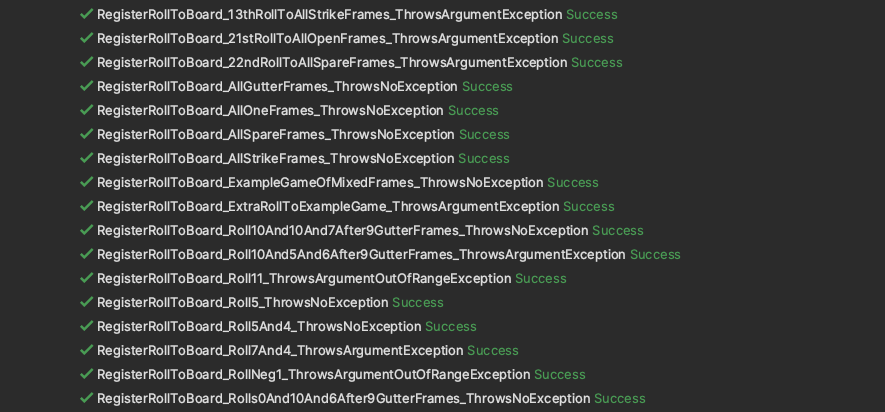 RegisterRollToBoard_13thRollToAllStrikeFrames_ThrowsArgumentException Success
RegisterRollToBoard_21stRollToAllOpenFrames_ThrowsArgumentException Success
RegisterRollToBoard_22ndRollToAllSpareFrames_ThrowsArgumentException Success
RegisterRollToBoard_AllGutterFrames_ThrowsNoException Success
RegisterRollToBoard_AllOneFrames_ThrowsNoException Success
RegisterRollToBoard_AllSpareFrames_ThrowsNoException Success
RegisterRollToBoard_AllStrikeFrames_ThrowsNoException Success
RegisterRollToBoard_ExampleGameOfMixedFrames_ThrowsNoException Success
RegisterRollToBoard_ExtraRollToExampleGame_ThrowsArgumentException Success
RegisterRollToBoard_Roll10And10And7After9GutterFrames_ThrowsNoException Success
RegisterRollToBoard_Roll10And5And6After9GutterFrames_ThrowsArgumentException Success
RegisterRollToBoard_Roll11_ThrowsArgumentOutOfRangeException Success
RegisterRollToBoard_Roll5_ThrowsNoException Success
RegisterRollToBoard_Roll5And4_ThrowsNoException Success
RegisterRollToBoard_Roll7And4_ThrowsArgumentException Success
RegisterRollToBoard_RollNeg1_ThrowsArgumentOutOfRangeException Success
RegisterRollToBoard_Rolls0And10And6After9GutterFrames_ThrowsNoException Success